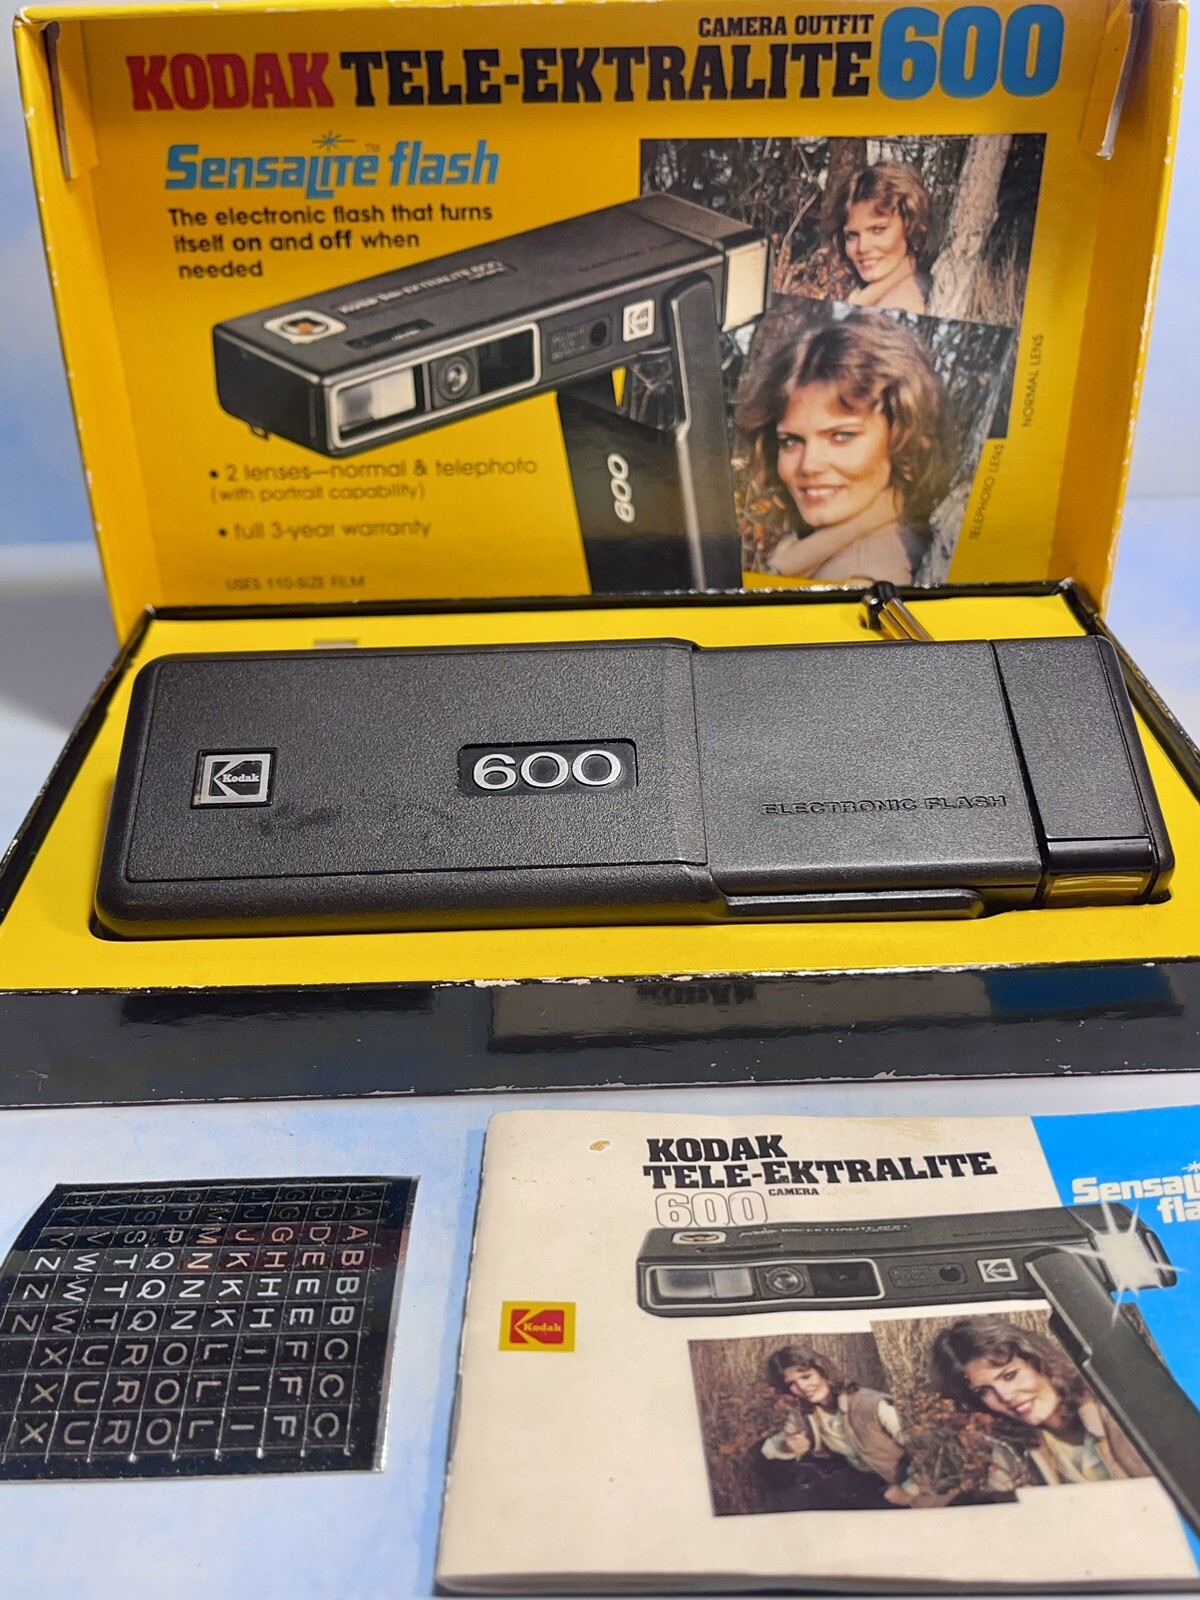 CAMERA OUTFIT
KODAK TELE-EKTRALITE 600
SensaLite™ flash
The electronic flash that turns
itself on and off when
needed
• 2 lenses—normal & telephoto
(with portrait capability)
• full 3-year warranty
USES 110-SIZE FILM
600
NORMAL LENS
TELEPHOTO LENS
Kodak
600
ELECTRONIC FLASH
KODAK
TELE-EKTRALITE
600
CAMERA
Kodak
A A B B B C C C
D D E E E F F F
G G H H H I I I
J J K K K L L L
M M N N N O O O
P P Q Q Q R R R
S S T T T U U U
V V W W W X X X
Y Y Z Z Z